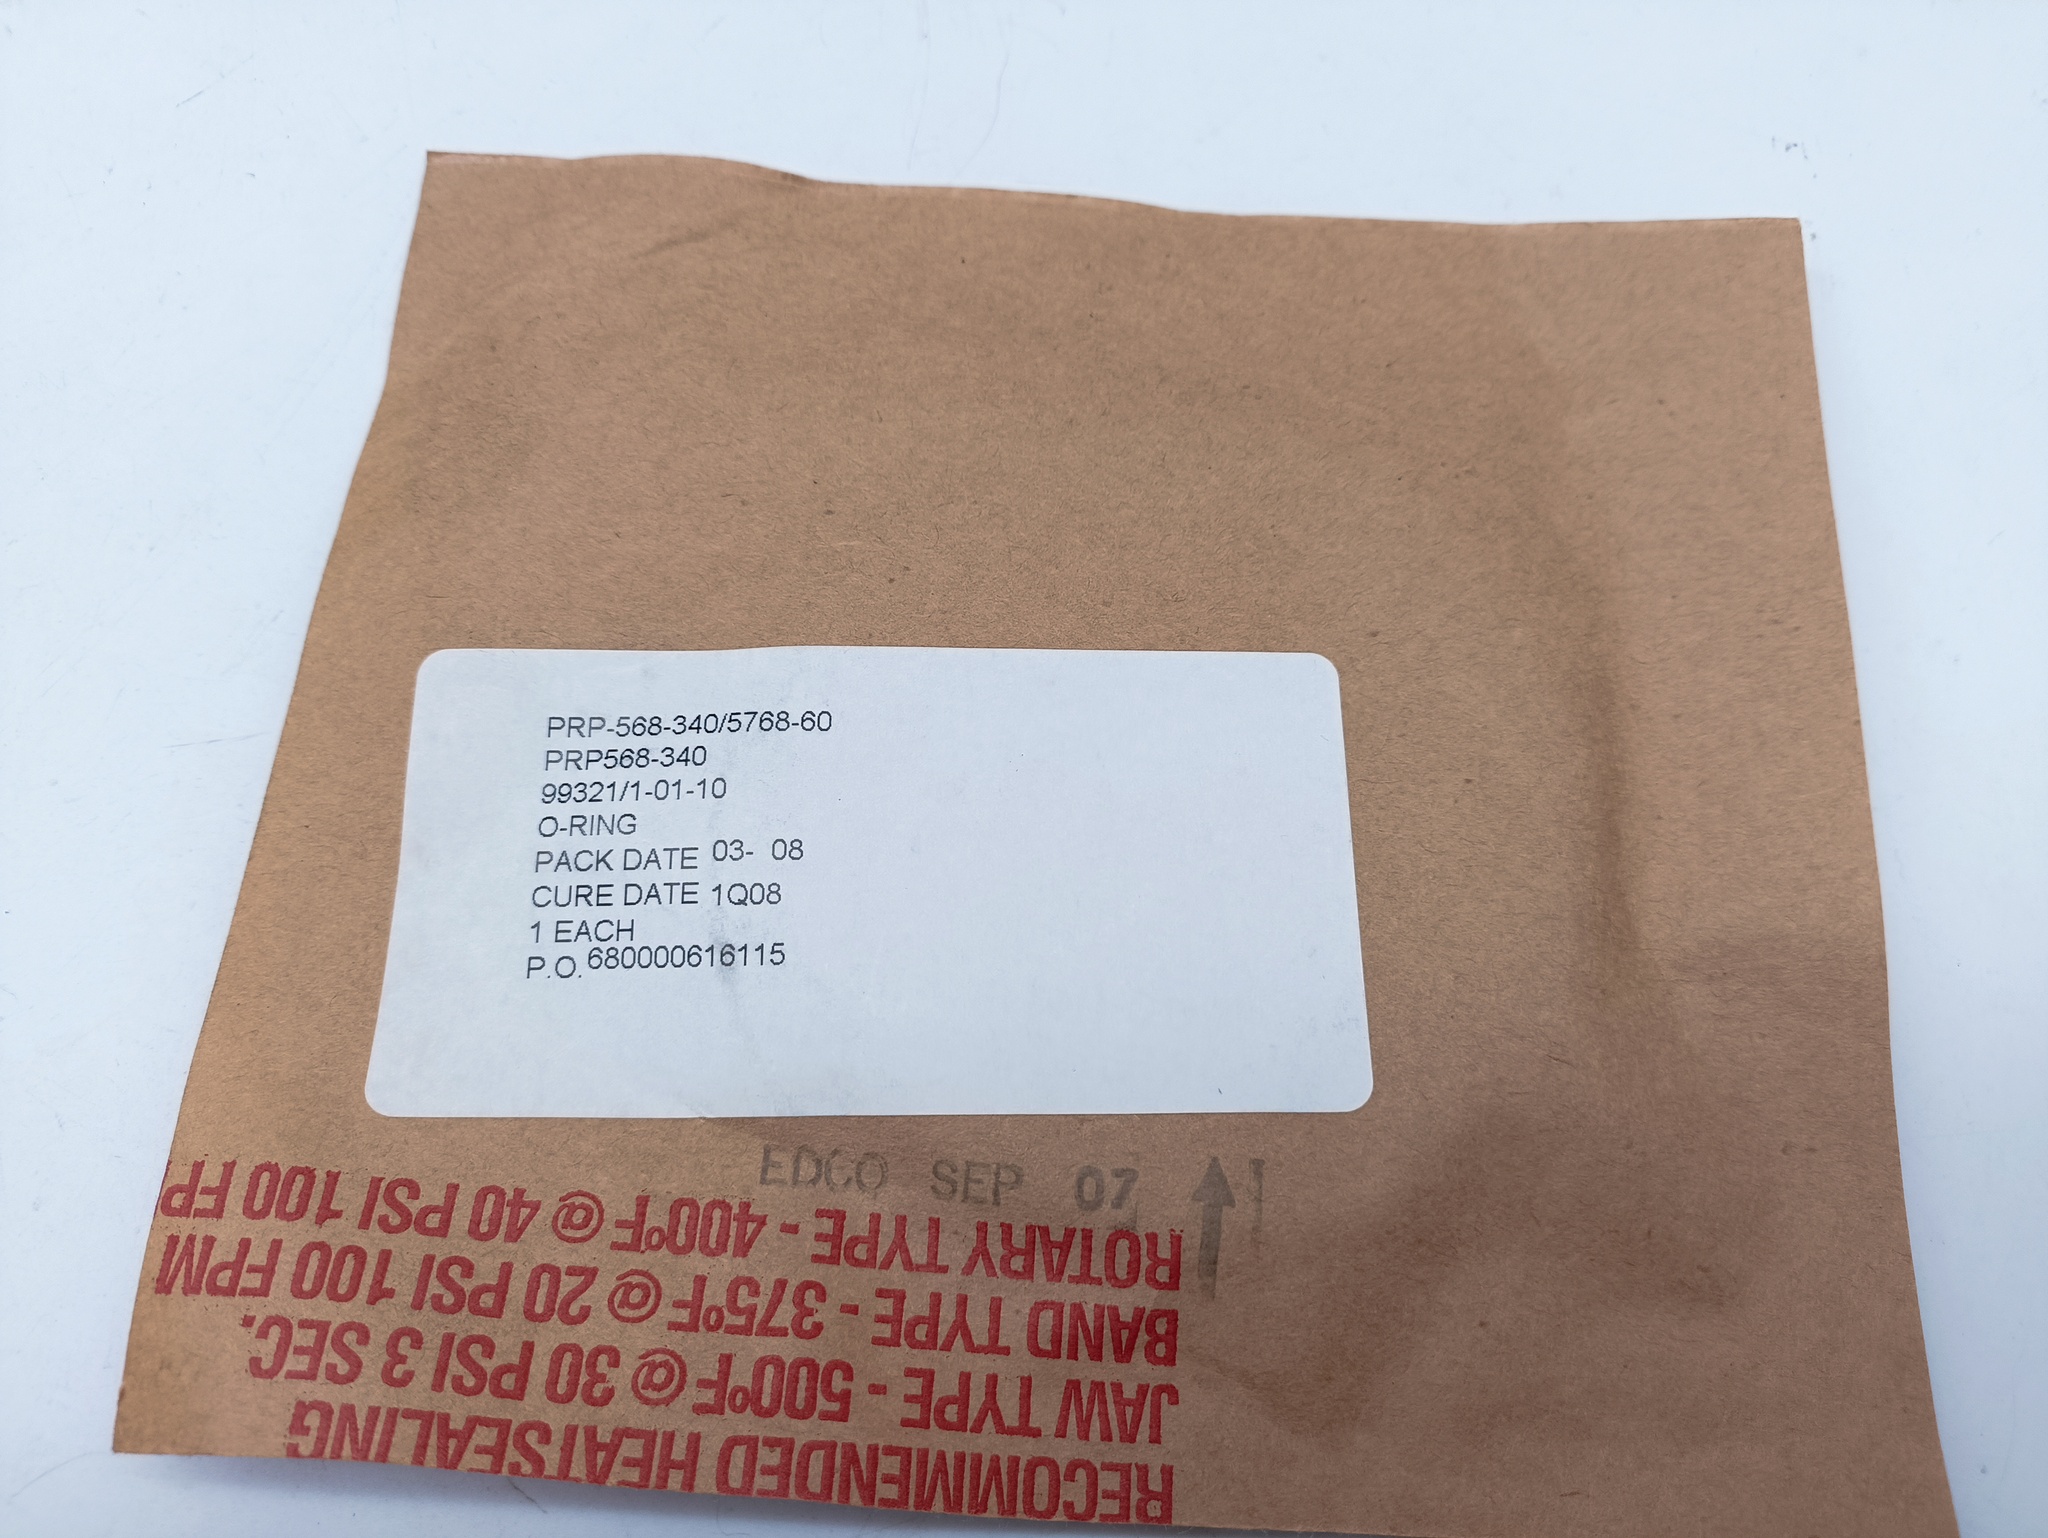 PRP-568-340/5768-60
PRP568-340
99321/1-01-10
O-RING
PACK DATE 03- 08
CURE DATE 1Q08
1 EACH
P.O. 680000616115
EDCO SEP 07
RECOMMENDED HEATSEALING
JAW TYPE - 500°F @ 30 PSI 3 SEC.
BAND TYPE - 375°F @ 20 PSI 100 FPM
ROTARY TYPE - 400°F @ 40 PSI 100 FP